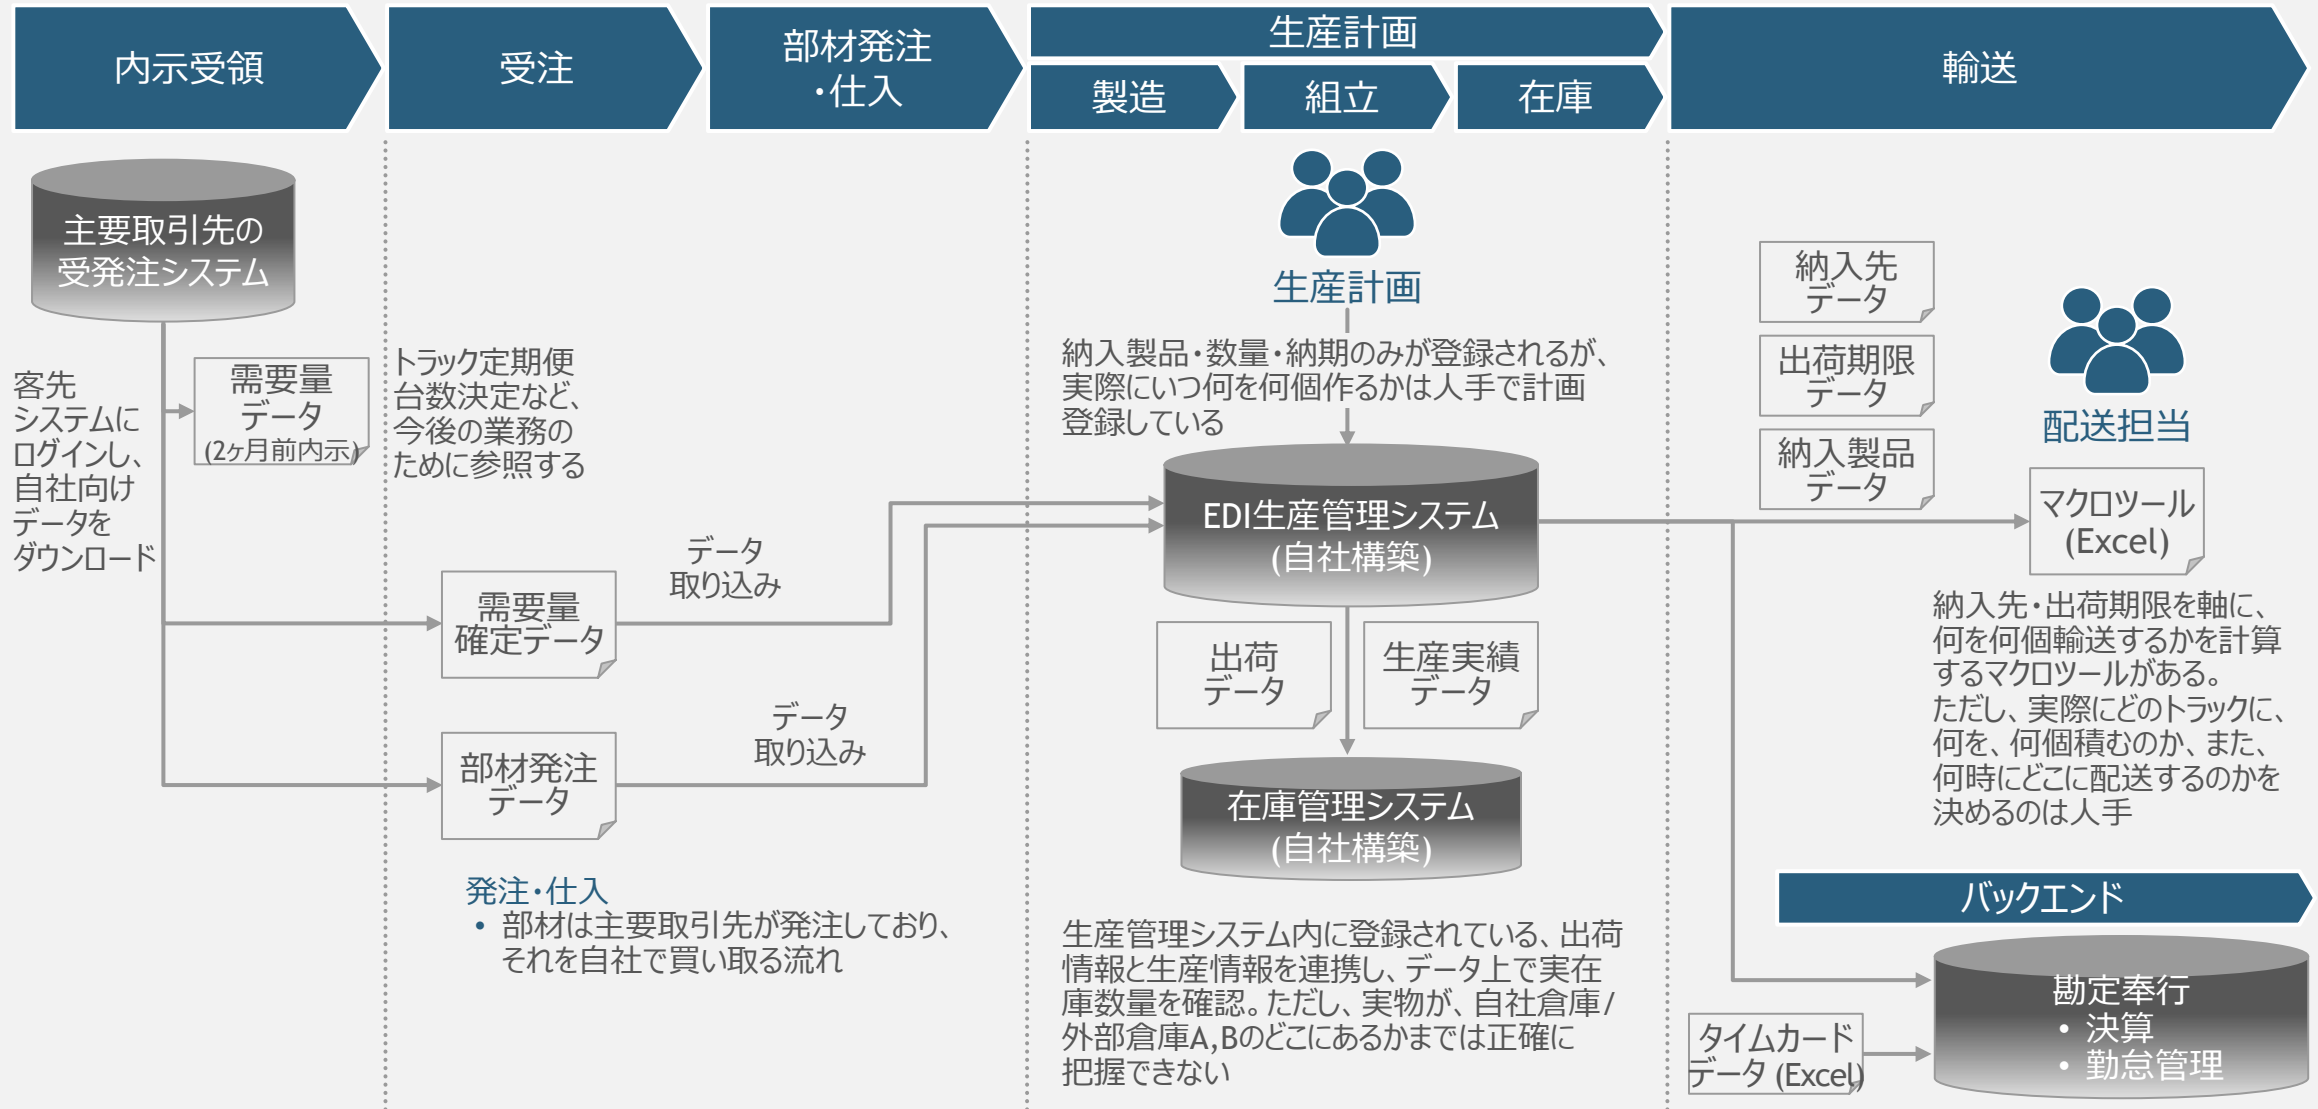 内示受領
受注
部材発注
・仕入
生産計画
製造
組立
在庫
輸送
主要取引先の
受発注システム
客先
システムに
ログインし、
自社向け
データを
ダウンロード
需要量
データ
(2ヶ月前内示)
トラック定期便
台数決定など、
今後の業務の
ために参照する
需要量
確定データ
データ
取り込み
部材発注
データ
データ
取り込み
発注・仕入
• 部材は主要取引先が発注しており、
それを自社で買い取る流れ
生産計画
納入製品・数量・納期のみが登録されるが、
実際にいつ何を何個作るかは人手で計画
登録している
EDI生産管理システム
(自社構築)
出荷
データ
生産実績
データ
在庫管理システム
(自社構築)
生産管理システム内に登録されている、出荷
情報と生産情報を連携し、データ上で実在
庫数量を確認。ただし、実物が、自社倉庫/
外部倉庫A,Bのどこにあるかまでは正確に
把握できない
納入先
データ
出荷期限
データ
納入製品
データ
配送担当
マクロツール
(Excel)
納入先・出荷期限を軸に、
何を何個輸送するかを計算
するマクロツールがある。
ただし、実際にどのトラックに、
何を、何個積むのか、また、
何時にどこに配送するのかを
決めるのは人手
バックエンド
勘定奉行
• 決算
• 勤怠管理
タイムカード
データ (Excel)